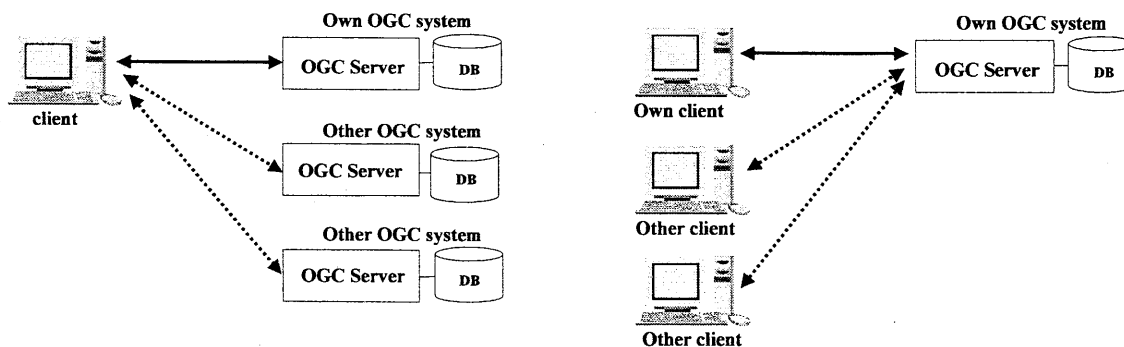 Own OGC system
OGC Server
DB
client
Other OGC system
OGC Server
DB
Other OGC system
OGC Server
DB
Own OGC system
OGC Server
DB
Own client
Other client
Other client